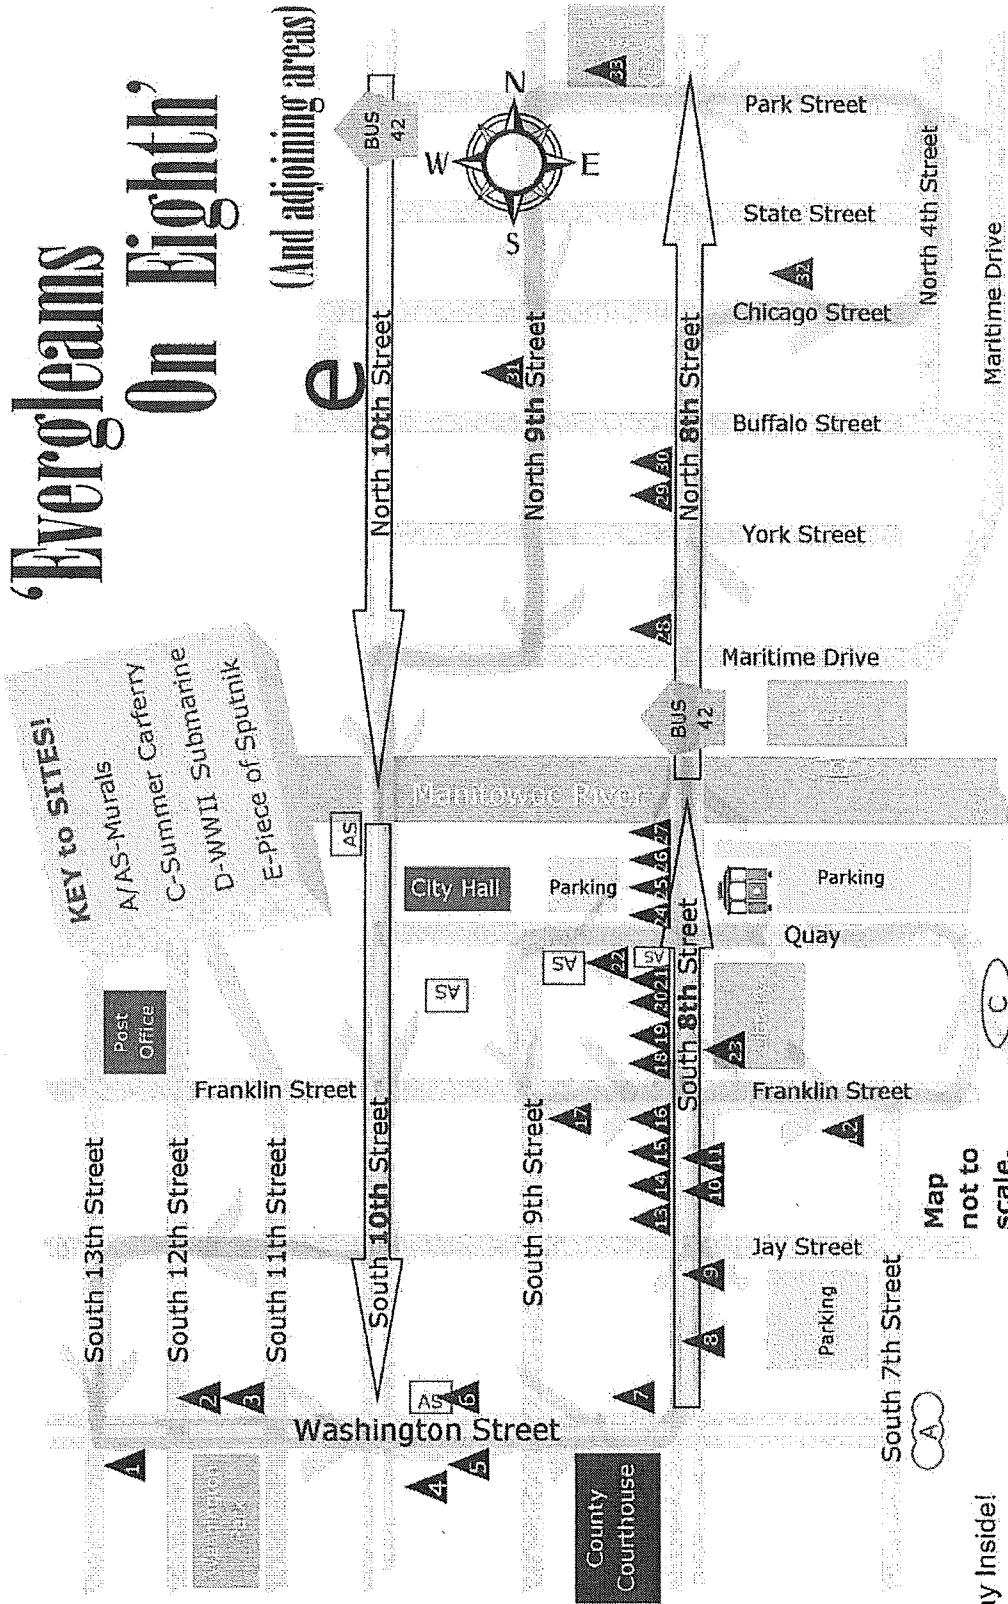 'Evergleams
On Eight'
(And adjoining areas)
KEY to SITES!
A/AS-Murals
C-Summer Carferry
D-WWII Submarine
E-Piece of Sputnik
e
BUS
42
N
W
E
S
North 10th Street
North 9th Street
North 8th Street
Park Street
State Street
Chicago Street
Buffalo Street
York Street
Maritime Drive
North 4th Street
Maritime Drive
BUS
42
Manitowoc River
AS
City Hall
Parking
Parking
Quay
AS
AS
AS
Post
Office
Franklin Street
Franklin Street
South 13th Street
South 12th Street
South 11th Street
South 10th Street
South 9th Street
South 8th Street
South 7th Street
Jay Street
Parking
Washington Street
AS
County
Courthouse
Washington
Park
A
C
Map
not to
scale.
ay Inside!
1
2
3
4
5
6
7
8
9
10
11
12
13
14
15
16
17
18
19
20
21
22
23
24
25
26
27
28
29
30
31
32
33